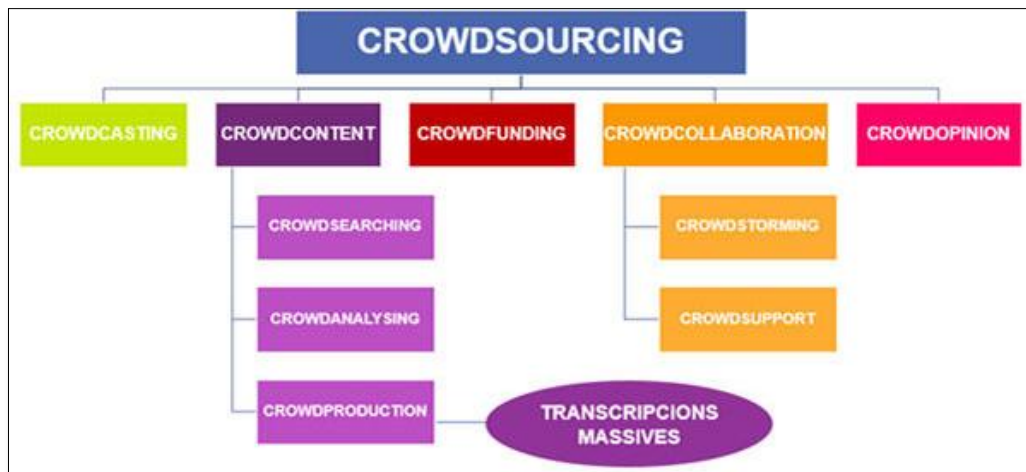 CROWDSOURCING
CROWDCASTING
CROWDCONTENT
CROWDFUNDING
CROWDCOLLABORATION
CROWDOPINION
CROWDSEARCHING
CROWDANALYSING
CROWDPRODUCTION
TRANSCRIPCIONS
MASSIVES
CROWDSTORMING
CROWDSUPPORT